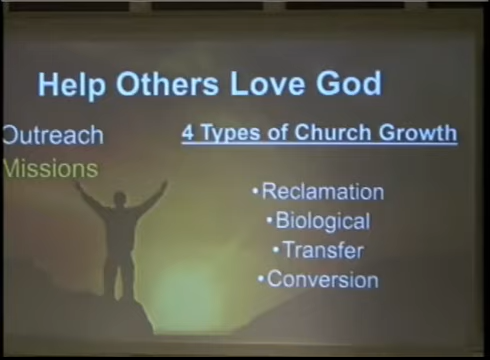 Help Others Love God
Outreach
Missions
4 Types of Church Growth
•Reclamation
•Biological
•Transfer
•Conversion